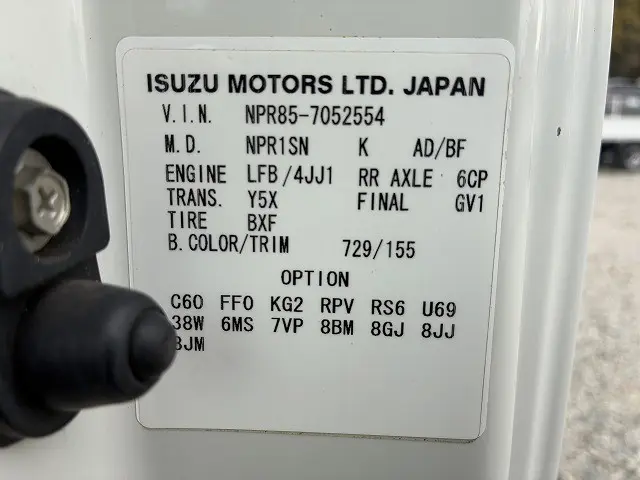 ISUZU MOTORS LTD. JAPAN
V.I.N. NPR85-7052554
M.D. NPR1SN K AD/BF
ENGINE LFB/4JJ1 RR AXLE 6CP
TRANS. Y5X FINAL GV1
TIRE BXF
B.COLOR/TRIM 729/155
OPTION
C60 FF0 KG2 RPV RS6 U69
38W 6MS 7VP 8BM 8GJ 8JJ
8JM